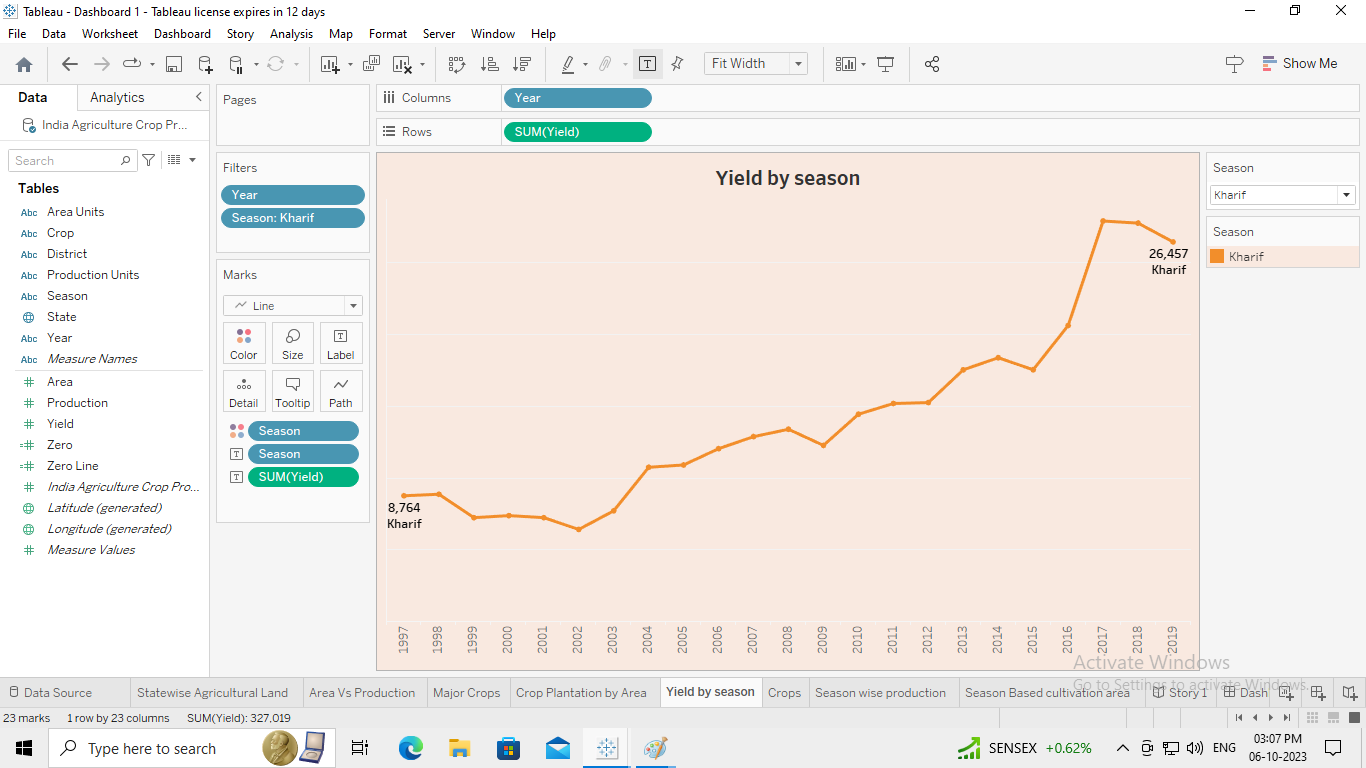 Tableau - Dashboard 1 - Tableau license expires in 12 days
File Data Worksheet Dashboard Story Analysis Map Format Server Window Help
Fit Width
Show Me
Data Analytics
India Agriculture Crop Pr...
Search
Tables
Abc Area Units
Abc Crop
Abc District
Abc Production Units
Abc Season
State
Abc Year
Abc Measure Names
Area
Production
Yield
Zero
Zero Line
India Agriculture Crop Pro...
Latitude (generated)
Longitude (generated)
Measure Values
Pages
Filters
Year
Season: Kharif
Marks
Line
Color Size Label
Detail Tooltip Path
Season
Season
SUM(Yield)
Columns Year
Rows SUM(Yield)
Yield by season
26,457
Kharif
8,764
Kharif
1997 1998 1999 2000 2001 2002 2003 2004 2005 2006 2007 2008 2009 2010 2011 2012 2013 2014 2015 2016 2017 2018 2019
Season
Kharif
Season
Kharif
Activate Windows
Go to Settings to activate Windows.
Data Source Statewise Agricultural Land Area Vs Production Major Crops Crop Plantation by Area Yield by season Crops Season wise production Season Based cultivation area Story 1 Dash
23 marks 1 row by 23 columns SUM(Yield): 327,019
Type here to search
SENSEX +0.62%
ENG
03:07 PM
06-10-2023